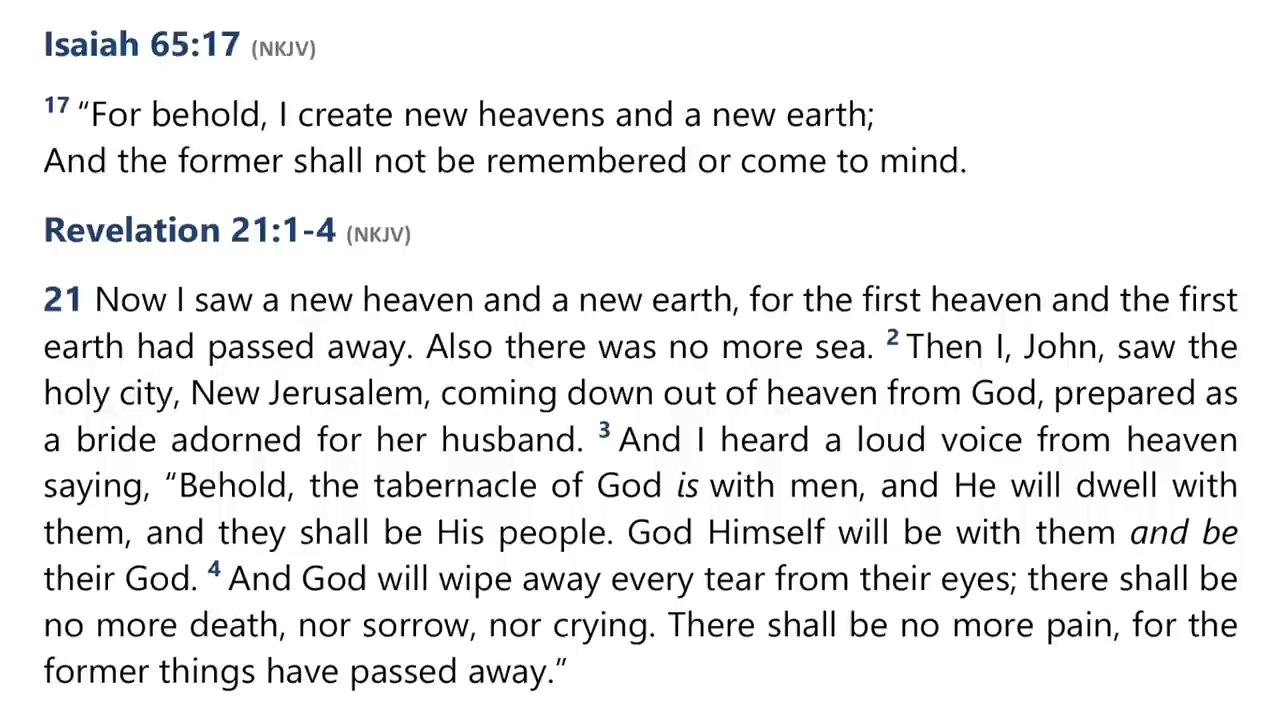 Isaiah 65:17 (NKJV)
17 “For behold, I create new heavens and a new earth;
And the former shall not be remembered or come to mind.
Revelation 21:1-4 (NKJV)
21 Now I saw a new heaven and a new earth, for the first heaven and the first
earth had passed away. Also there was no more sea. 2 Then I, John, saw the
holy city, New Jerusalem, coming down out of heaven from God, prepared as
a bride adorned for her husband. 3 And I heard a loud voice from heaven
saying, “Behold, the tabernacle of God is with men, and He will dwell with
them, and they shall be His people. God Himself will be with them and be
their God. 4 And God will wipe away every tear from their eyes; there shall be
no more death, nor sorrow, nor crying. There shall be no more pain, for the
former things have passed away.”